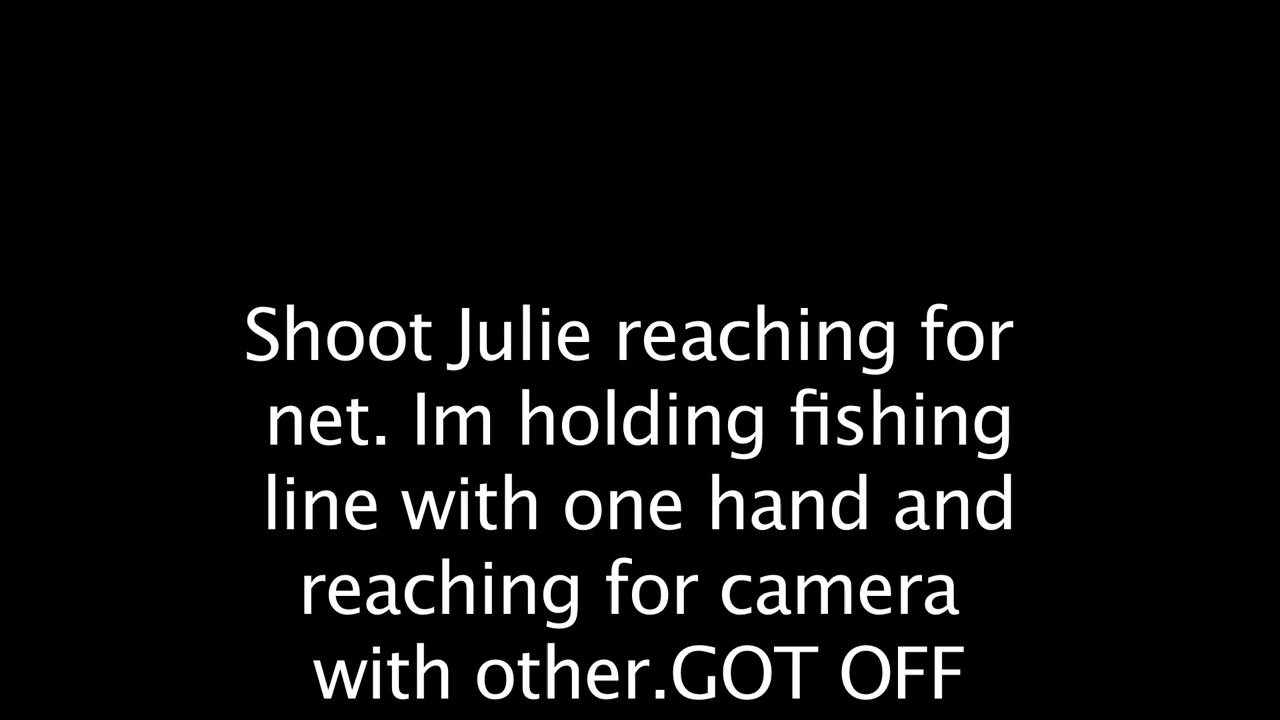 Shoot Julie reaching for
net. Im holding fishing
line with one hand and
reaching for camera
with other.GOT OFF